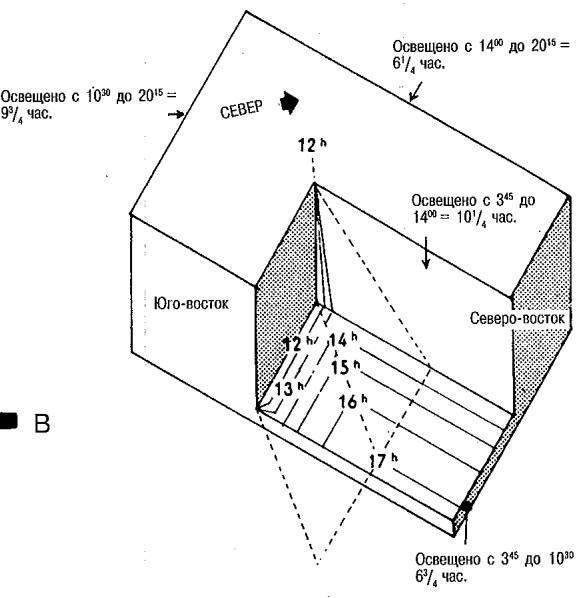 Освещено с 14⁰⁰ до 20¹⁵ =
6¹/₄ час.
Освещено с 10³⁰ до 20¹⁵ =
9³/₄ час.
СЕВЕР
12 h
Освещено с 3⁴⁵ до
14⁰⁰ = 10¹/₄ час.
Юго-восток
Северо-восток
12 h
14 h
15 h
13 h
16 h
B
17 h
Освещено с 3⁴⁵ до 10³⁰
6³/₄ час.